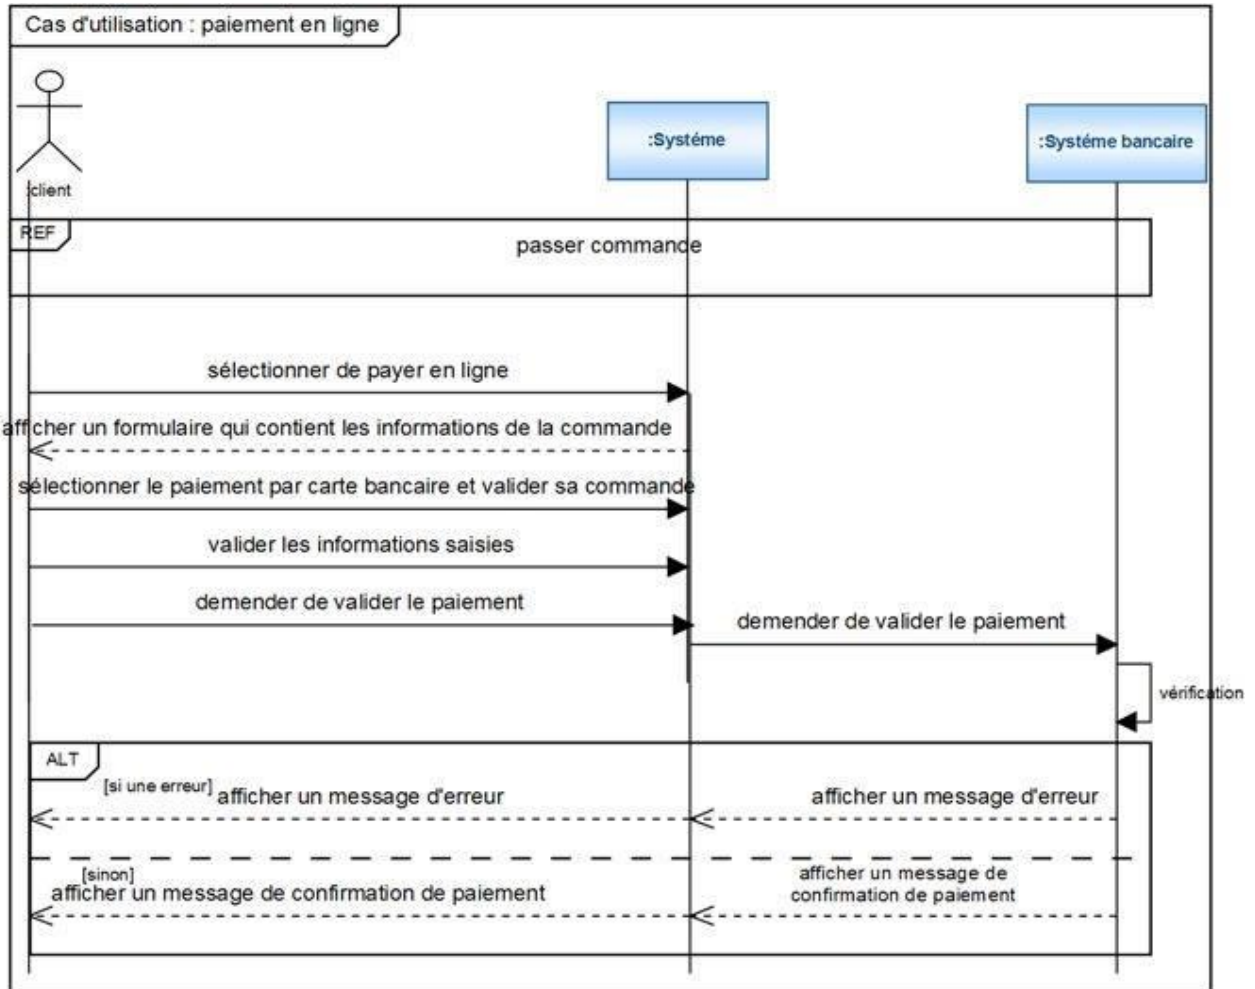 Cas d'utilisation : paiement en ligne
:client
:Systéme
:Systéme bancaire
REF
passer commande
sélectionner de payer en ligne
afficher un formulaire qui contient les informations de la commande
sélectionner le paiement par carte bancaire et valider sa commande
valider les informations saisies
demender de valider le paiement
demender de valider le paiement
vérification
ALT
[si une erreur]
afficher un message d'erreur
afficher un message d'erreur
[sinon]
afficher un message de confirmation de paiement
afficher un message de
confirmation de paiement